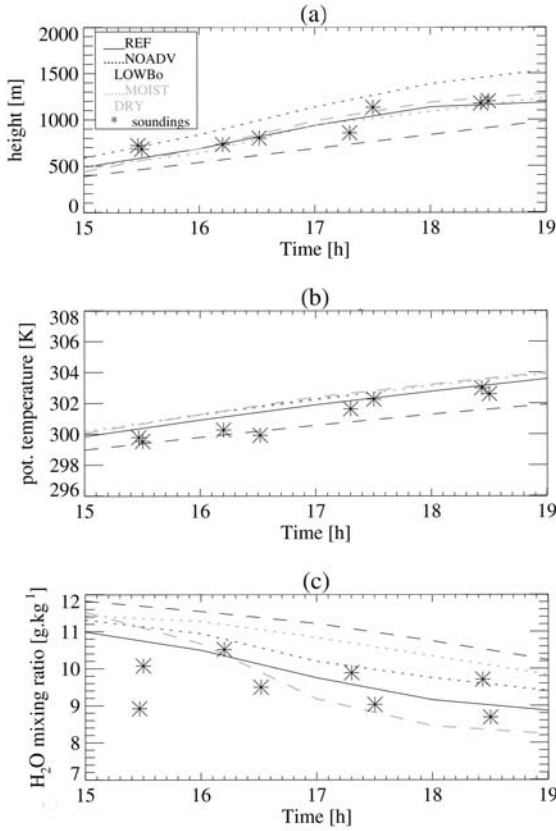 (a)
2000
1500
1000
500
0
height [m]
REF
NOADV
LOWBo
MOIST
DRY
* soundings
15 16 17 18 19
Time [h]
(b)
308
306
304
302
300
298
296
pot. temperature [K]
15 16 17 18 19
Time [h]
(c)
12
11
10
9
8
7
H₂O mixing ratio [g.kg⁻¹]
15 16 17 18 19
Time [h]